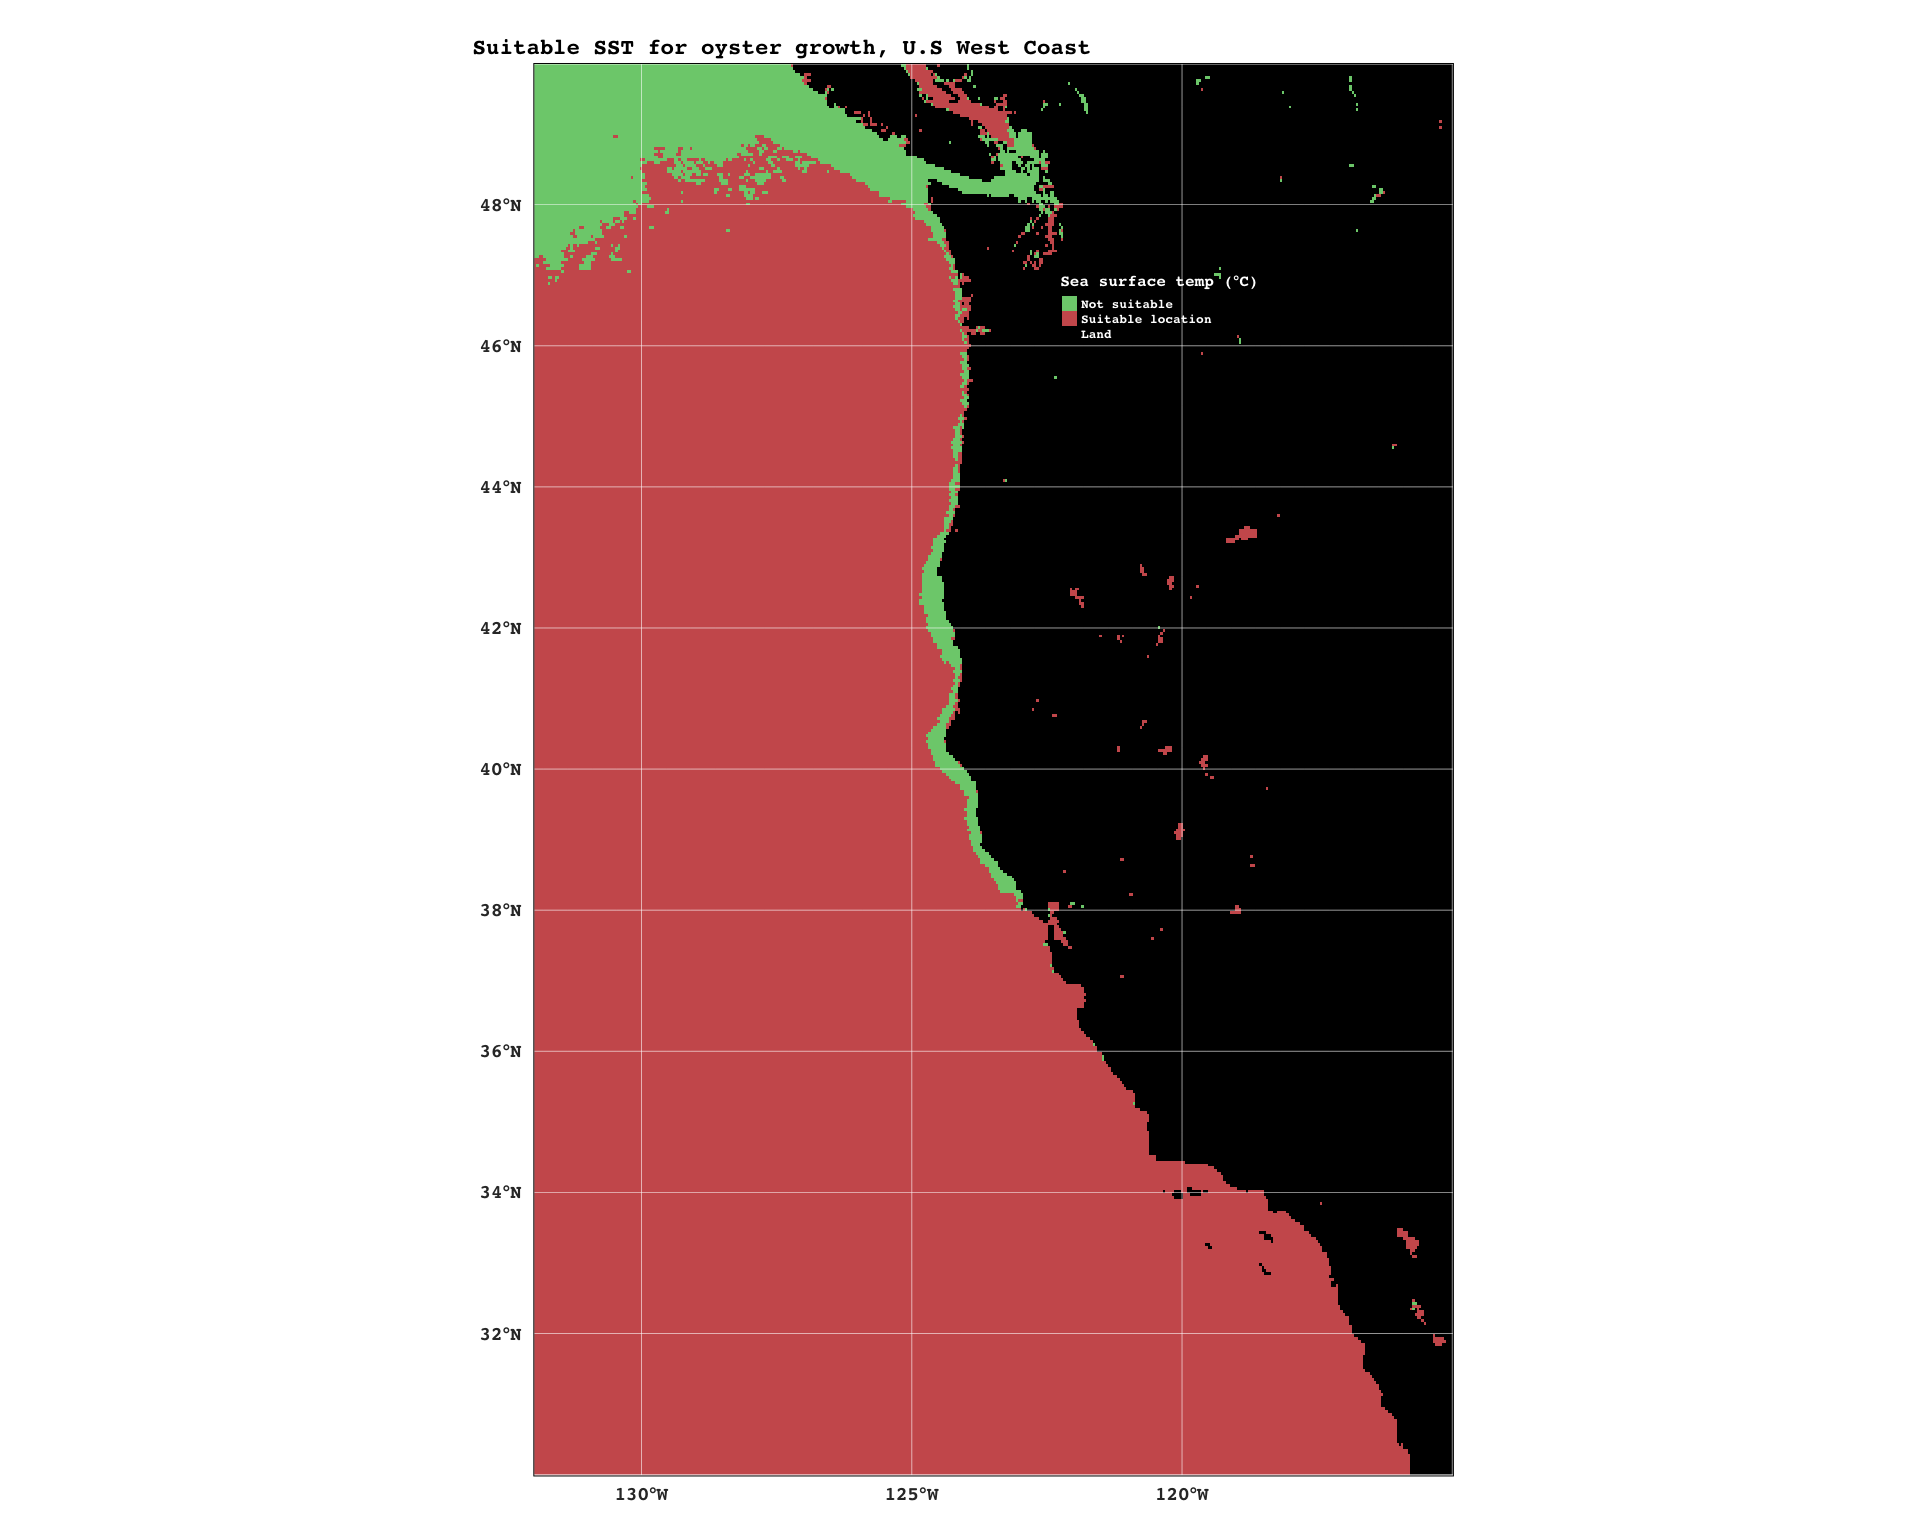 Suitable SST for oyster growth, U.S West Coast
48°N
Sea surface temp (°C)
Not suitable
Suitable location
Land
46°N
44°N
42°N
40°N
38°N
36°N
34°N
32°N
130°W 125°W 120°W